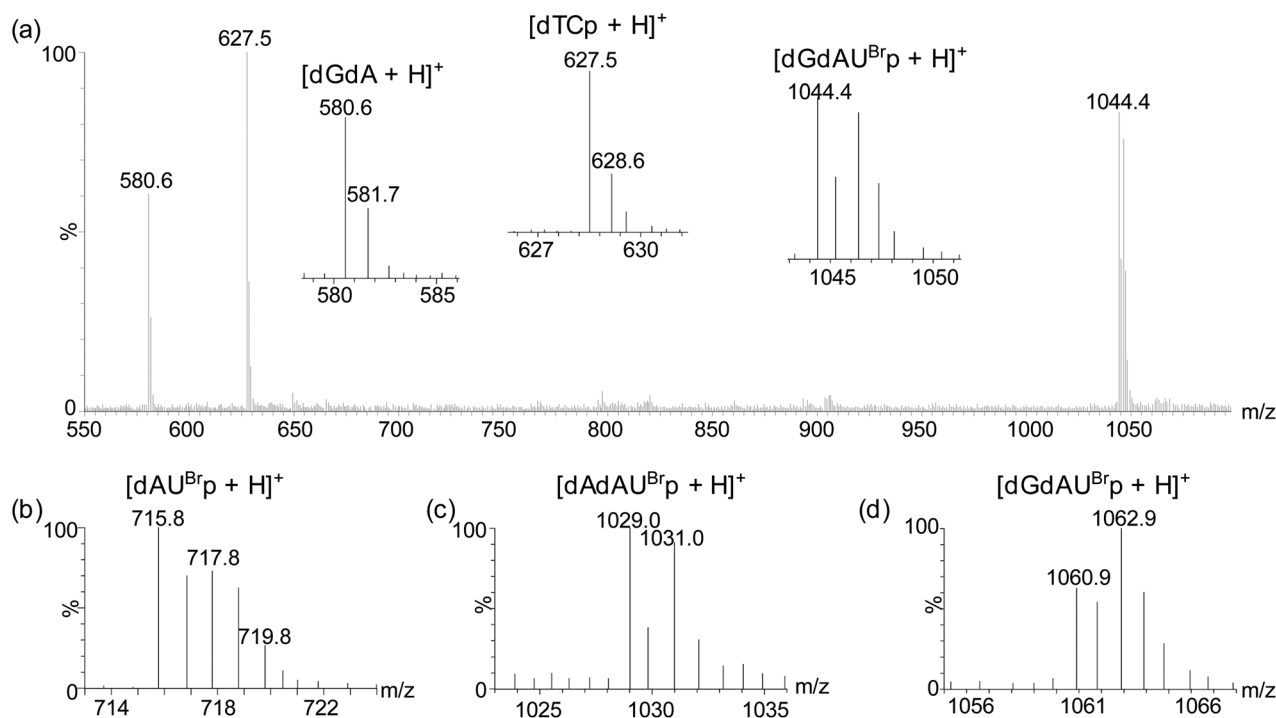 (a)
[dTCp + H]+
627.5
[dGdAU^Br p + H]+
[dGdA + H]+
100
627.5
580.6
1044.4
1044.4
628.6
580.6
581.7
%
627 630
1045 1050
580 585
0
550 600 650 700 750 800 850 900 950 1000 1050
m/z
(b)
[dAU^Br p + H]+
715.8
100
717.8
%
719.8
0
714 718 722
m/z
(c)
[dAdAU^Br p + H]+
1029.0
100
1031.0
%
0
1025 1030 1035
m/z
(d)
[dGdAU^Br p + H]+
1062.9
100
1060.9
%
0
1056 1061 1066
m/z